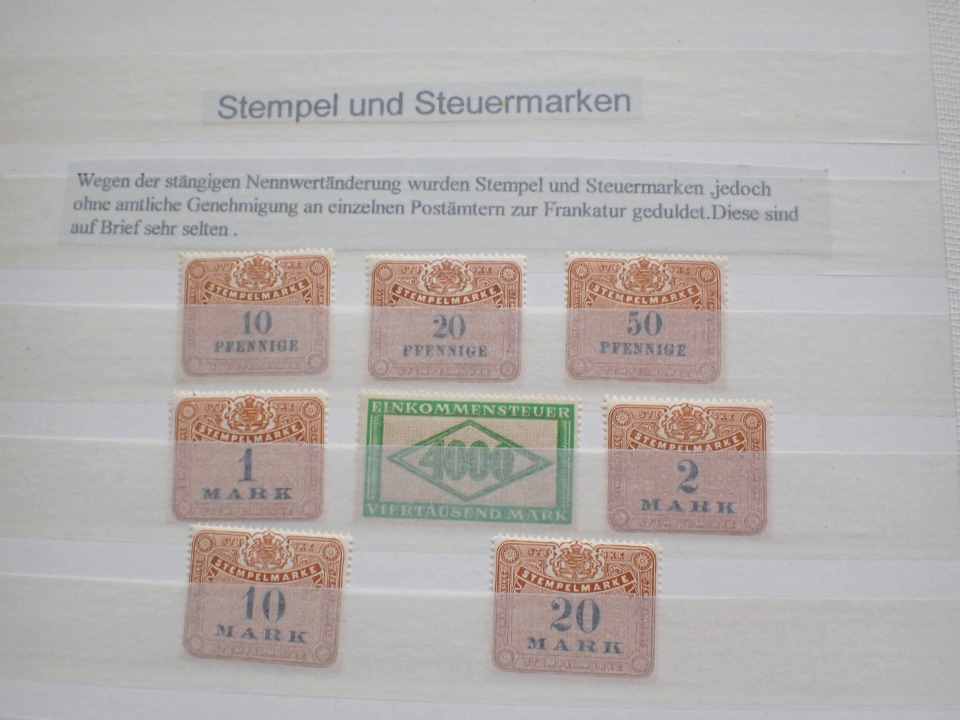 Stempel und Steuermarken
Wegen der stängigen Nennwertänderung wurden Stempel und Steuermarken ,jedoch
ohne amtliche Genehmigung an einzelnen Postämtern zur Frankatur geduldet.Diese sind
auf Brief sehr selten .
STEMPELMARKE
10
PFENNIGE
STEMPELMARKE
20
PFENNIGE
STEMPELMARKE
50
PFENNIGE
STEMPELMARKE
1
MARK
EINKOMMENSTEUER
4000
VIERTAUSEND MARK
STEMPELMARKE
2
MARK
STEMPELMARKE
10
MARK
STEMPELMARKE
STEMPELMARKE
20
MARK
STEMPELMARKE